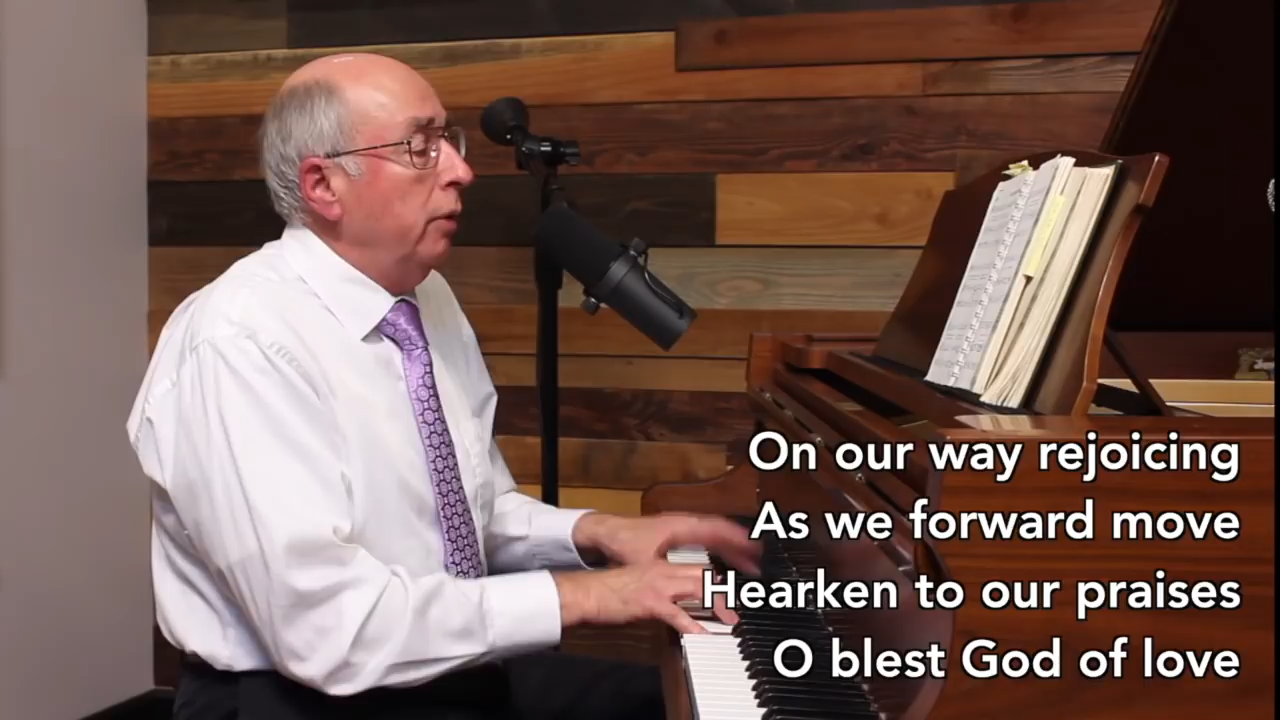 On our way rejoicing
As we forward move
Hearken to our praises
O blest God of love